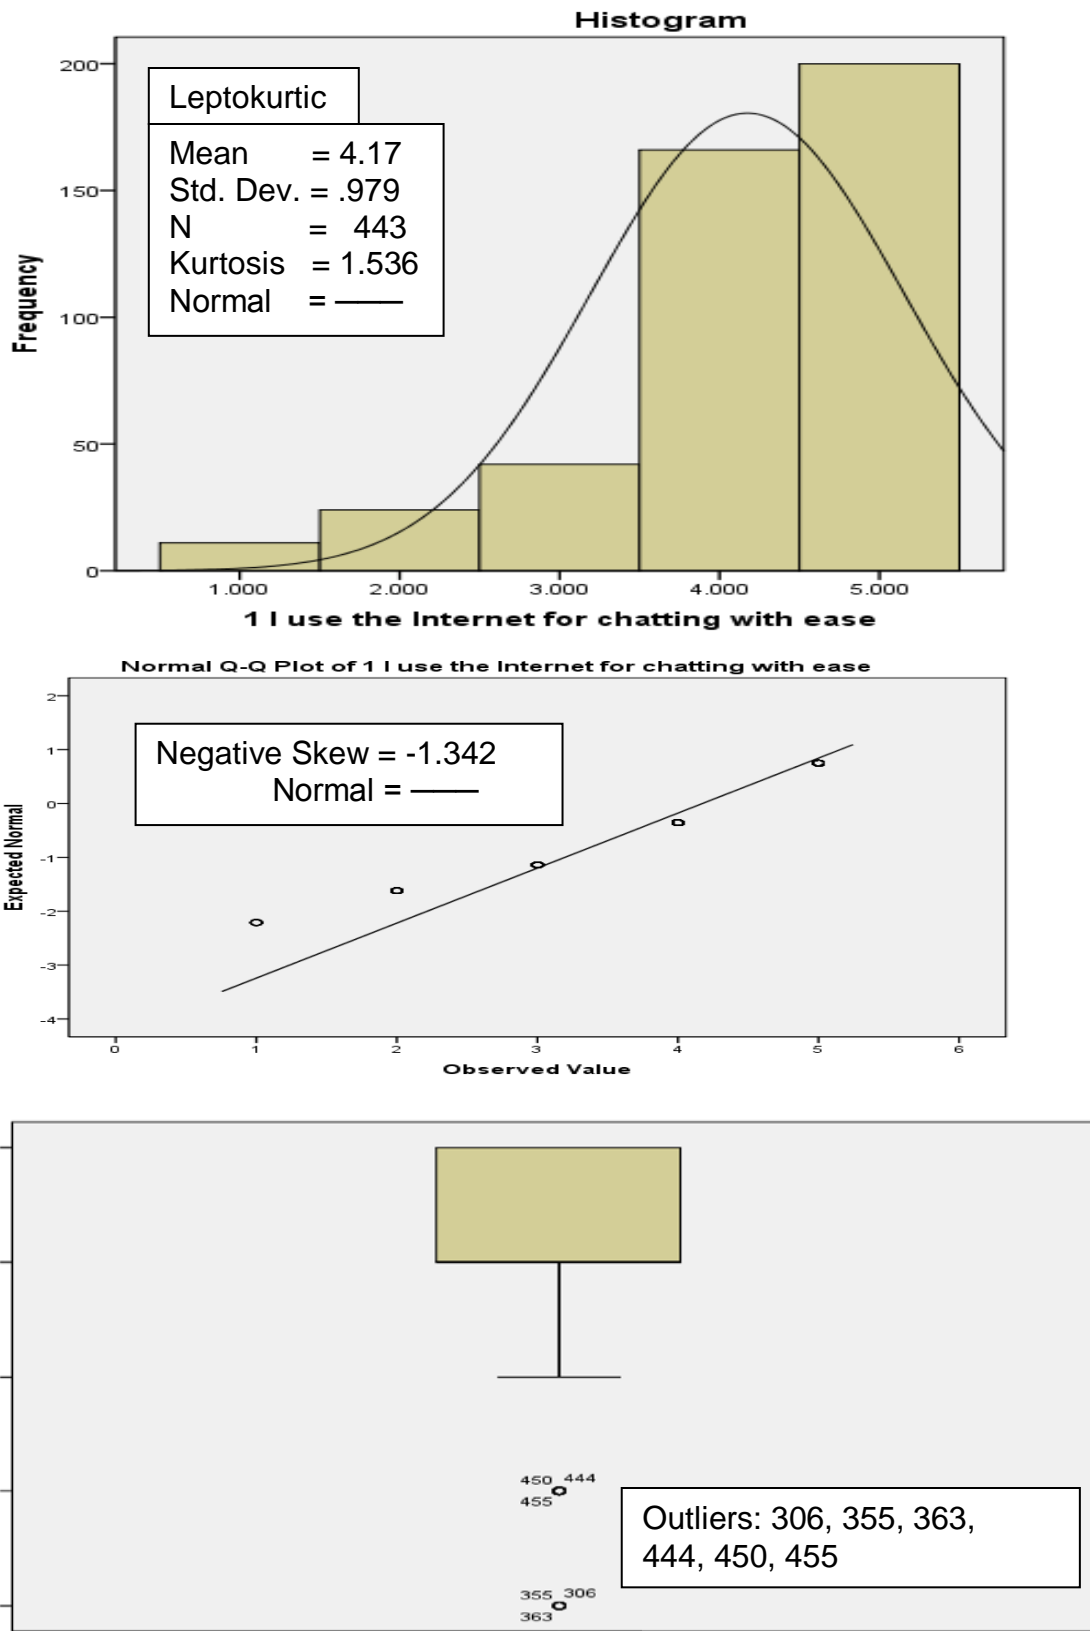 Histogram
200
150
100
50
0
Frequency
Leptokurtic
Mean = 4.17
Std. Dev. = .979
N = 443
Kurtosis = 1.536
Normal = ——
1.000 2.000 3.000 4.000 5.000
1 I use the Internet for chatting with ease
Normal Q-Q Plot of 1 I use the Internet for chatting with ease
2
1
0
-1
-2
-3
-4
Expected Normal
Negative Skew = -1.342
Normal = ——
0 1 2 3 4 5 6
Observed Value
450 444
455
Outliers: 306, 355, 363,
444, 450, 455
355 306
363